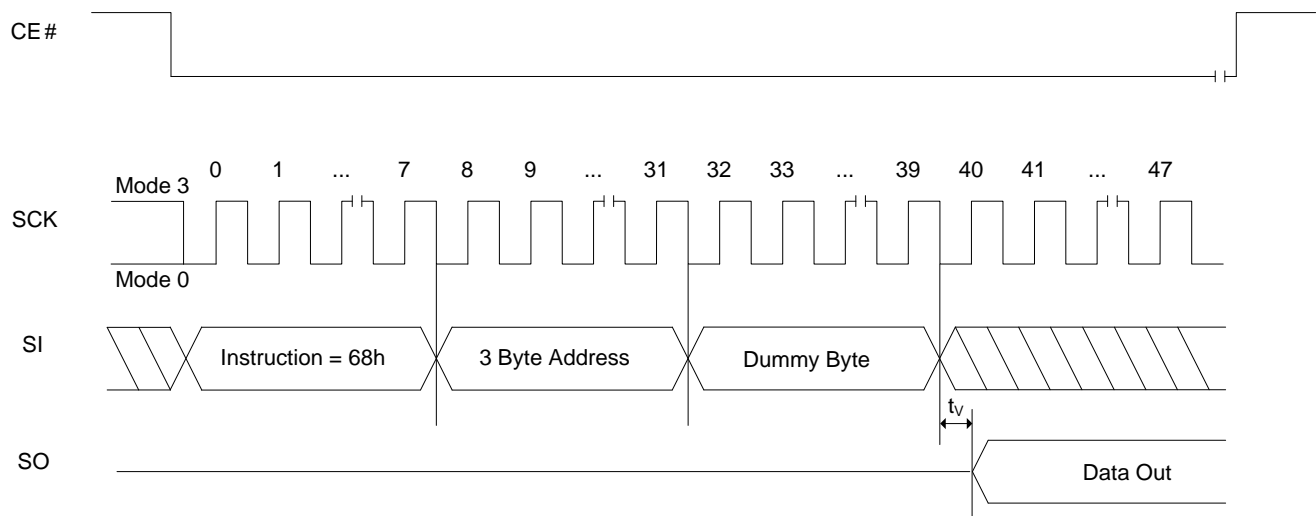 CE#
0 1 ... 7 8 9 ... 31 32 33 ... 39 40 41 ... 47
Mode 3
SCK
Mode 0
SI
Instruction = 68h
3 Byte Address
Dummy Byte
tV
SO
Data Out